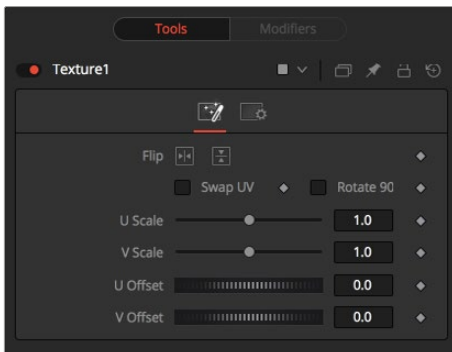 Tools Modifiers
Texture1
Flip
Swap UV Rotate 90
U Scale 1.0
V Scale 1.0
U Offset 0.0
V Offset 0.0